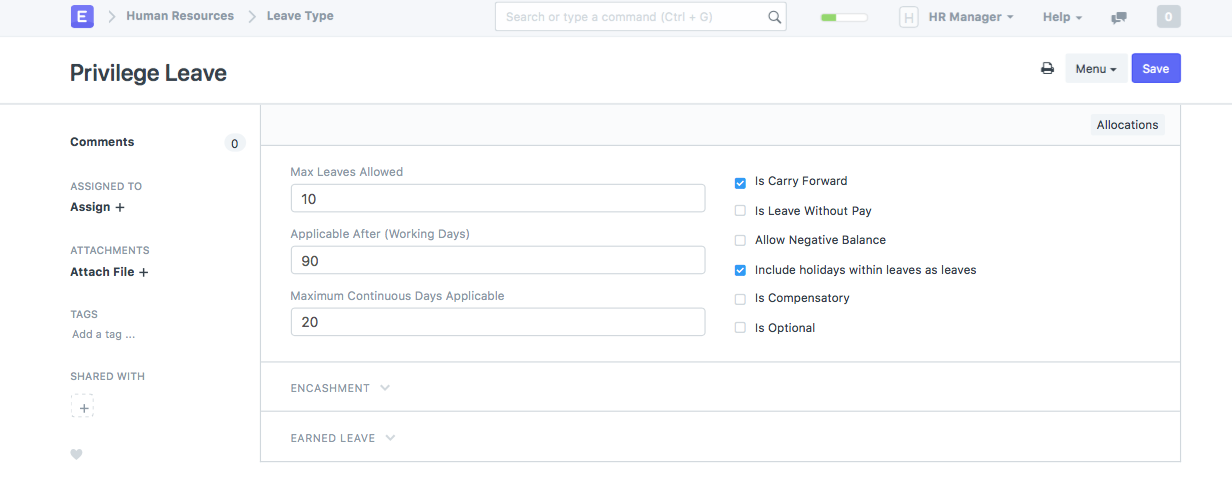 E Human Resources Leave Type Search or type a command (Ctrl + G) H HR Manager Help 0
Privilege Leave Menu Save
Comments 0
ASSIGNED TO
Assign +
ATTACHMENTS
Attach File +
TAGS
Add a tag ...
SHARED WITH
+
Allocations
Max Leaves Allowed
10
Applicable After (Working Days)
90
Maximum Continuous Days Applicable
20
Is Carry Forward
Is Leave Without Pay
Allow Negative Balance
Include holidays within leaves as leaves
Is Compensatory
Is Optional
ENCASHMENT
EARNED LEAVE